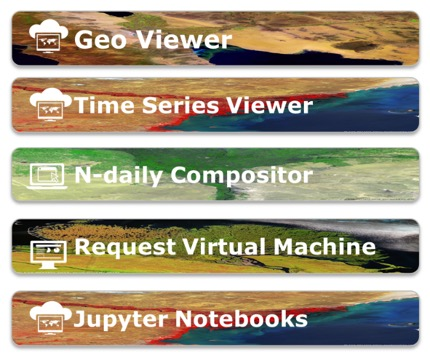 Geo Viewer
Time Series Viewer
N-daily Compositor
Request Virtual Machine
Jupyter Notebooks